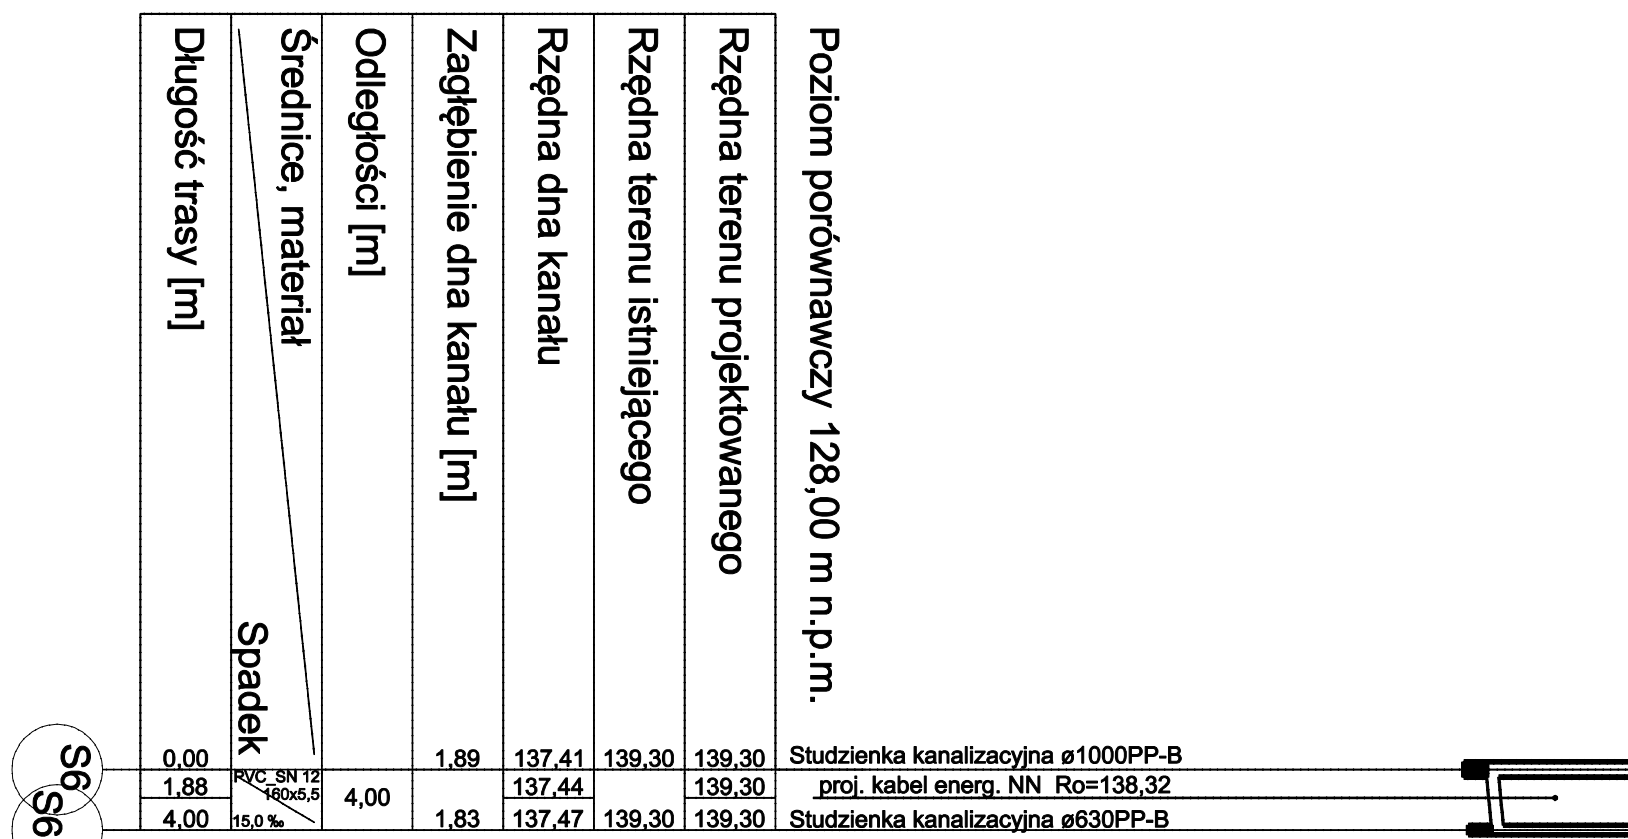 Poziom porównawczy 128,00 m n.p.m.
Rzędna terenu projektowanego
Rzędna terenu istniejącego
Rzędna dna kanału
Zagłębienie dna kanału [m]
Odległości [m]
Średnice, materiał
Spadek
Długość trasy [m]
S6
0,00 1,89 137,41 139,30 139,30 Studzienka kanalizacyjna ø1000PP-B
1,88 PVC_SN 12 137,44 139,30 proj. kabel energ. NN Ro=138,32
160x5,5 4,00
S6
4,00 15,0 ‰ 1,83 137,47 139,30 139,30 Studzienka kanalizacyjna ø630PP-B